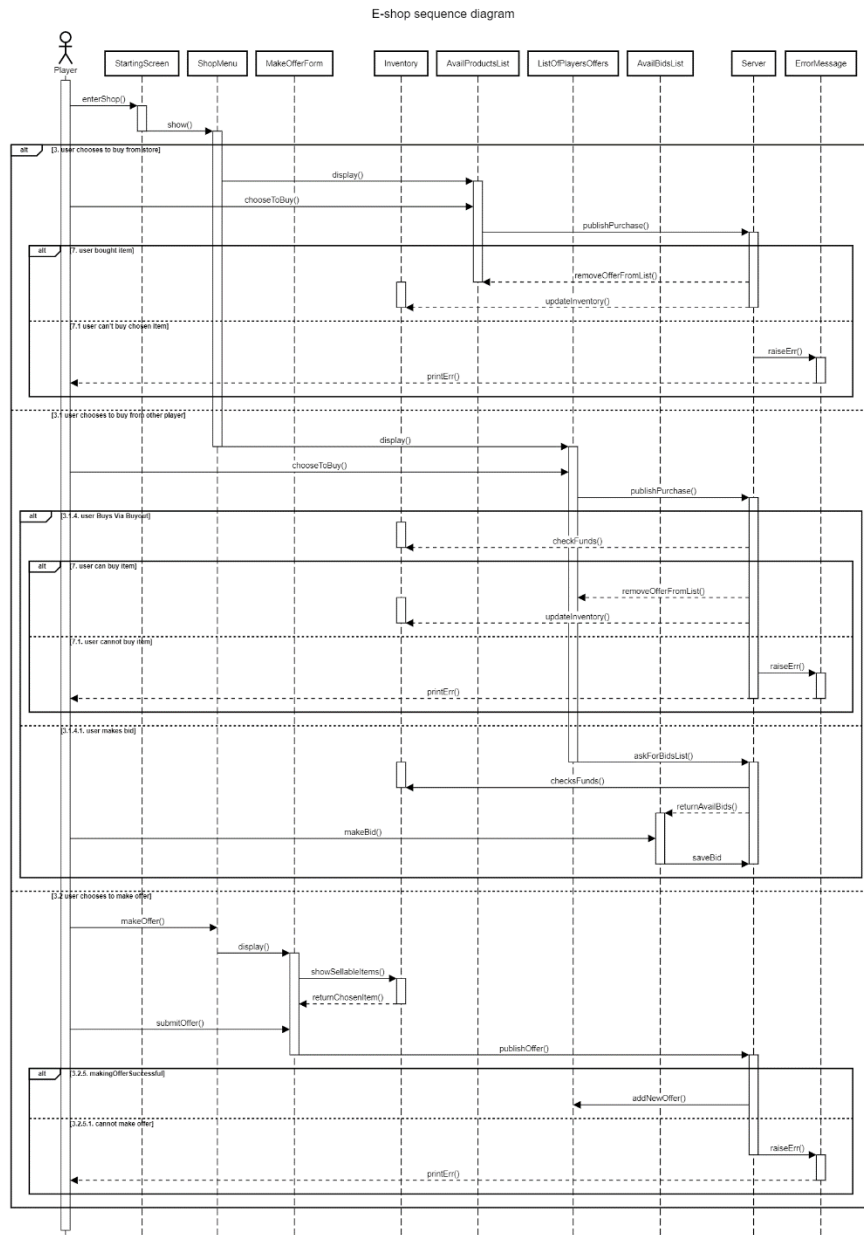 E-shop sequence diagram
Player
StartingScreen
ShopMenu
MakeOfferForm
Inventory
AvailProductsList
ListOfPlayersOffers
AvailBidsList
Server
ErrorMessage
enterShop()
show()
alt
[3. user chooses to buy from store]
display()
chooseToBuy()
publishPurchase()
alt
[7. user bought item]
removeOfferFromList()
updateInventory()
[7.1 user can't buy chosen item]
raiseErr()
printErr()
[3.1 user chooses to buy from other player]
display()
chooseToBuy()
publishPurchase()
alt
[3.1.4. user Buys Via Buyout]
checkFunds()
alt
[7. user can buy item]
removeOfferFromList()
updateInventory()
[7.1. user cannot buy item]
raiseErr()
printErr()
[3.1.4.1. user makes bid]
askForBidsList()
checksFunds()
returnAvailBids()
makeBid()
saveBid
[3.2 user chooses to make offer]
makeOffer()
display()
showSellableItems()
returnChosenItem()
submitOffer()
publishOffer()
alt
[3.2.5. makingOfferSuccessful]
addNewOffer()
[3.2.5.1. cannot make offer]
raiseErr()
printErr()